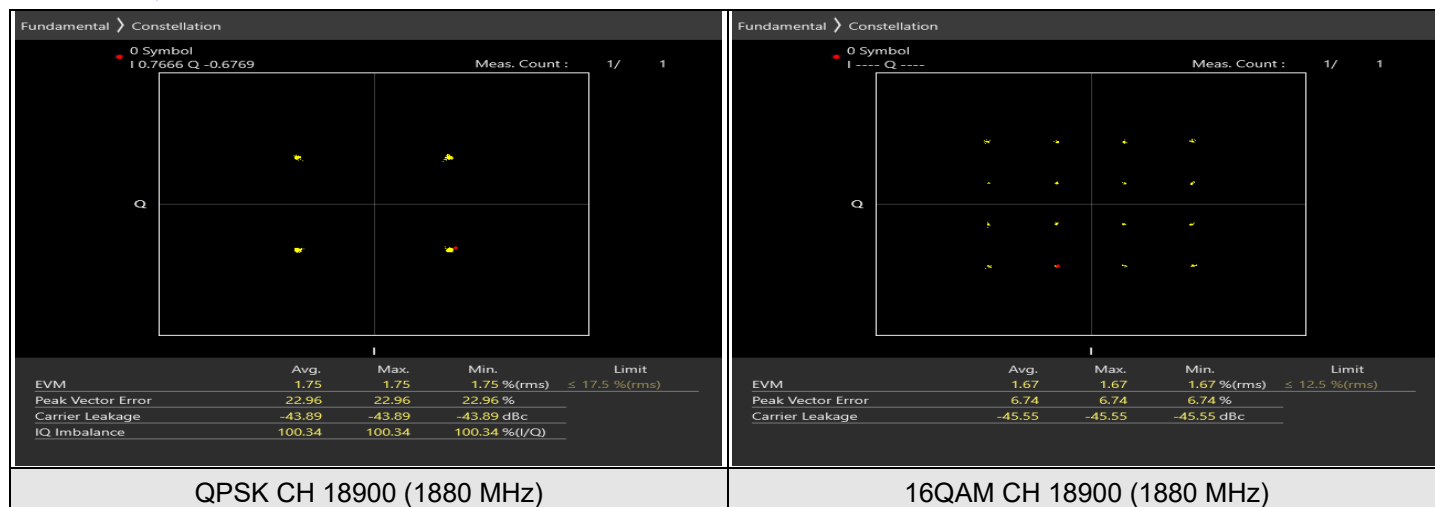 Fundamental ❯ Constellation
0 Symbol
I 0.7666 Q -0.6769 Meas. Count : 1/ 1
Q
I
Avg. Max. Min. Limit
EVM 1.75 1.75 1.75 %(rms) ≤ 17.5 %(rms)
Peak Vector Error 22.96 22.96 22.96 %
Carrier Leakage -43.89 -43.89 -43.89 dBc
IQ Imbalance 100.34 100.34 100.34 %(I/Q)
QPSK CH 18900 (1880 MHz)
Fundamental ❯ Constellation
0 Symbol
I ---- Q ---- Meas. Count : 1/ 1
Q
I
Avg. Max. Min. Limit
EVM 1.67 1.67 1.67 %(rms) ≤ 12.5 %(rms)
Peak Vector Error 6.74 6.74 6.74 %
Carrier Leakage -45.55 -45.55 -45.55 dBc
16QAM CH 18900 (1880 MHz)